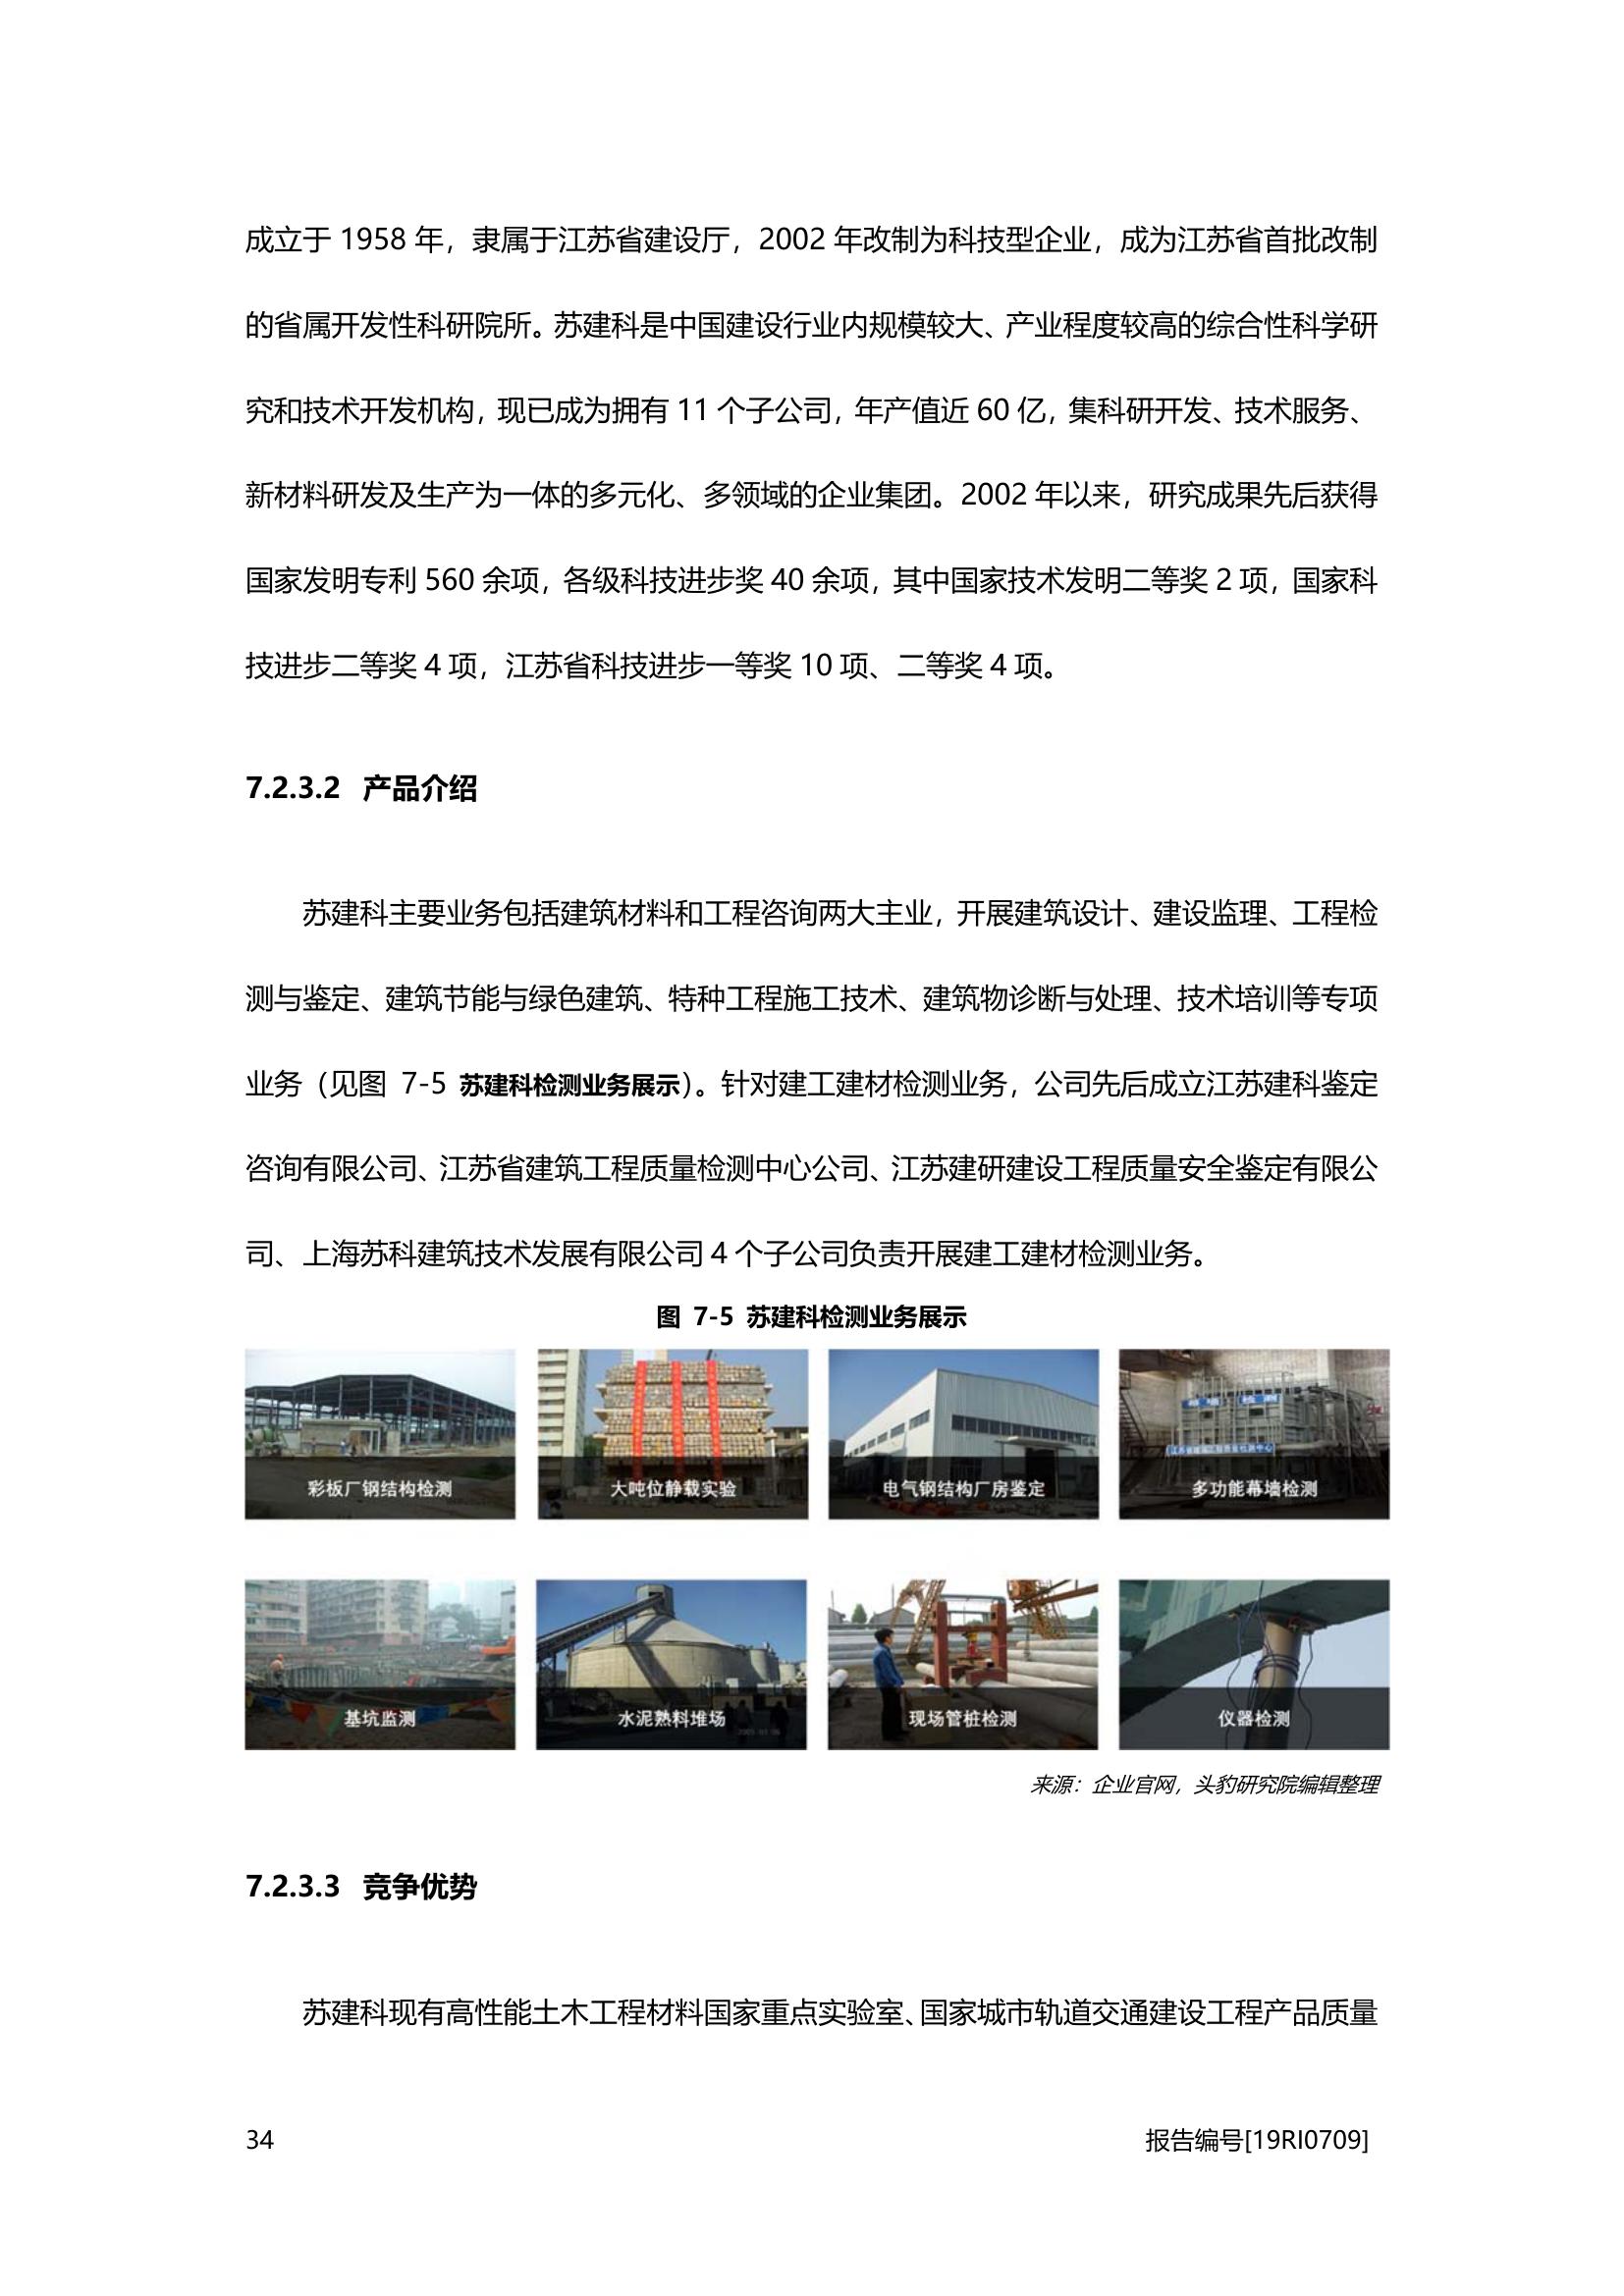 成立于 1958 年，隶属于江苏省建设厅，2002 年改制为科技型企业，成为江苏省首批改制
的省属开发性科研院所。苏建科是中国建设行业内规模较大、产业程度较高的综合性科学研
究和技术开发机构，现已成为拥有 11 个子公司，年产值近 60 亿，集科研开发、技术服务、
新材料研发及生产为一体的多元化、多领域的企业集团。2002 年以来，研究成果先后获得
国家发明专利 560 余项，各级科技进步奖 40 余项，其中国家技术发明二等奖 2 项，国家科
技进步二等奖 4 项，江苏省科技进步一等奖 10 项、二等奖 4 项。
7.2.3.2 产品介绍
苏建科主要业务包括建筑材料和工程咨询两大主业，开展建筑设计、建设监理、工程检
测与鉴定、建筑节能与绿色建筑、特种工程施工技术、建筑物诊断与处理、技术培训等专项
业务（见图 7-5 苏建科检测业务展示）。针对建工建材检测业务，公司先后成立江苏建科鉴定
咨询有限公司、江苏省建筑工程质量检测中心公司、江苏建研建设工程质量安全鉴定有限公
司、上海苏科建筑技术发展有限公司 4 个子公司负责开展建工建材检测业务。
图 7-5 苏建科检测业务展示
彩板厂钢结构检测
大吨位静载实验
电气钢结构厂房鉴定
多功能幕墙检测
基坑监测
水泥熟料堆场
现场管桩检测
仪器检测
来源：企业官网，头豹研究院编辑整理
7.2.3.3 竞争优势
苏建科现有高性能土木工程材料国家重点实验室、国家城市轨道交通建设工程产品质量
34
报告编号[19RI0709]